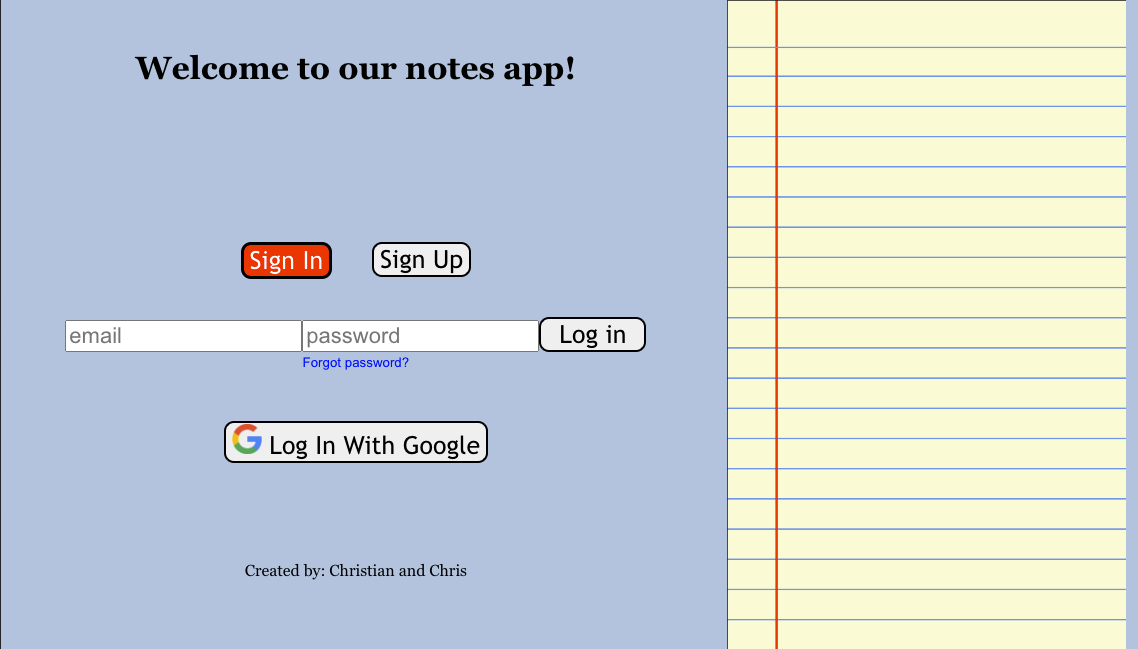 Welcome to our notes app!
Sign In Sign Up
email password Log in
Forgot password?
Log In With Google
Created by: Christian and Chris